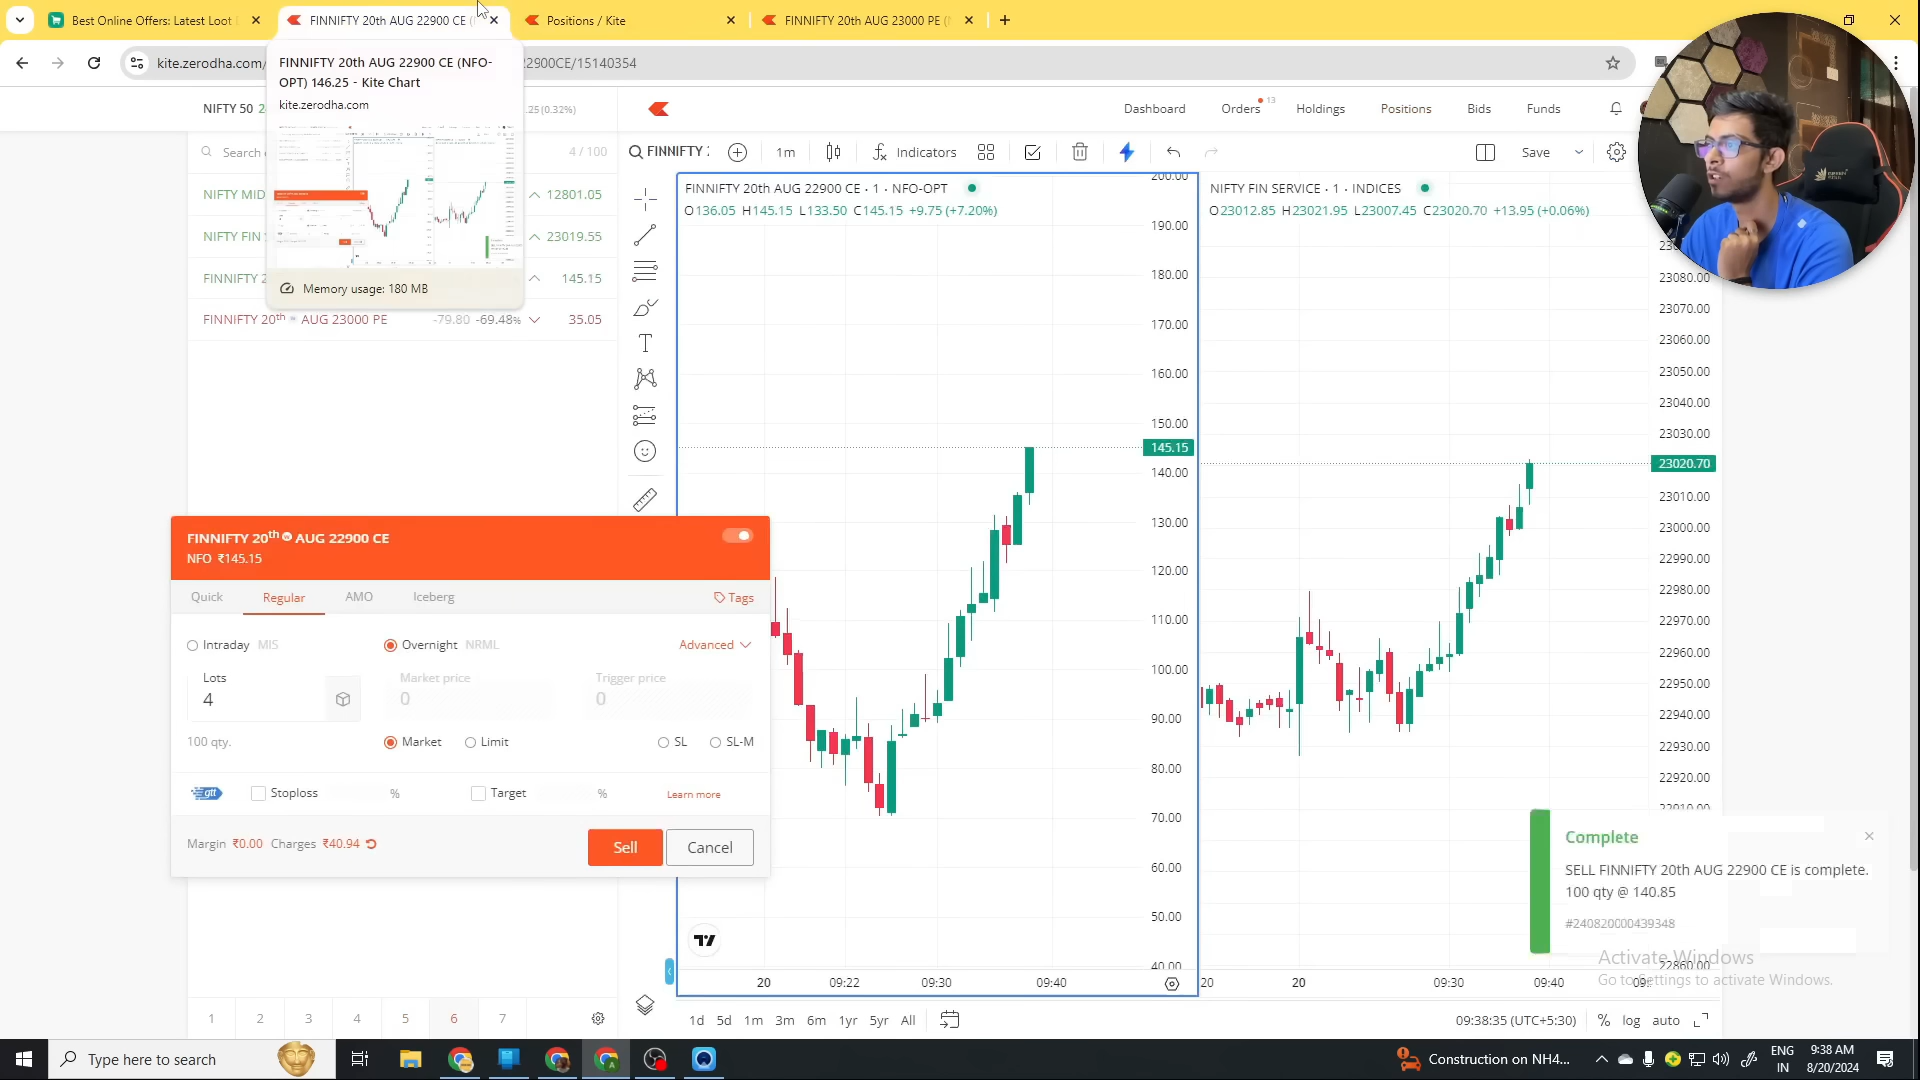 Best Online Offers: Latest Loot
FINNIFTY 20th AUG 22900 CE (
Positions / Kite
FINNIFTY 20th AUG 23000 PE (
kite.zerodha.com/
22900CE/15140354
FINNIFTY 20th AUG 22900 CE (NFO-
OPT) 146.25 - Kite Chart
kite.zerodha.com
Memory usage: 180 MB
NIFTY 50
.25 (0.32%)
Dashboard
Orders 13
Holdings
Positions
Bids
Funds
Search
4 / 100
FINNIFTY
1m
Indicators
Save
NIFTY MID
12801.05
NIFTY FIN
23019.55
FINNIFTY 2
145.15
FINNIFTY 20th AUG 23000 PE
-79.80 -69.48%
35.05
FINNIFTY 20th AUG 22900 CE · 1 · NFO-OPT
O136.05 H145.15 L133.50 C145.15 +9.75 (+7.20%)
NIFTY FIN SERVICE · 1 · INDICES
O23012.85 H23021.95 L23007.45 C23020.70 +13.95 (+0.06%)
200.00
190.00
180.00
170.00
160.00
150.00
145.15
140.00
130.00
120.00
110.00
100.00
90.00
80.00
70.00
60.00
50.00
40.00
23080.00
23070.00
23060.00
23050.00
23040.00
23030.00
23020.70
23010.00
23000.00
22990.00
22980.00
22970.00
22960.00
22950.00
22940.00
22930.00
22920.00
22910.00
22860.00
FINNIFTY 20th AUG 22900 CE
NFO ₹145.15
Quick
Regular
AMO
Iceberg
Tags
Intraday MIS
Overnight NRML
Advanced
Lots
4
Market price
0
Trigger price
0
100 qty.
Market
Limit
SL
SL-M
gtt
Stoploss
%
Target
%
Learn more
Margin ₹0.00 Charges ₹40.94
Sell
Cancel
Complete
SELL FINNIFTY 20th AUG 22900 CE is complete.
100 qty @ 140.85
#240820000439348
Activate Windows
Go to Settings to activate Windows.
20
09:22
09:30
09:40
20
20
09:30
09:40
1
2
3
4
5
6
7
1d 5d 1m 3m 6m 1yr 5yr All
09:38:35 (UTC+5:30)
%
log
auto
Type here to search
Construction on NH4...
ENG
IN
9:38 AM
8/20/2024